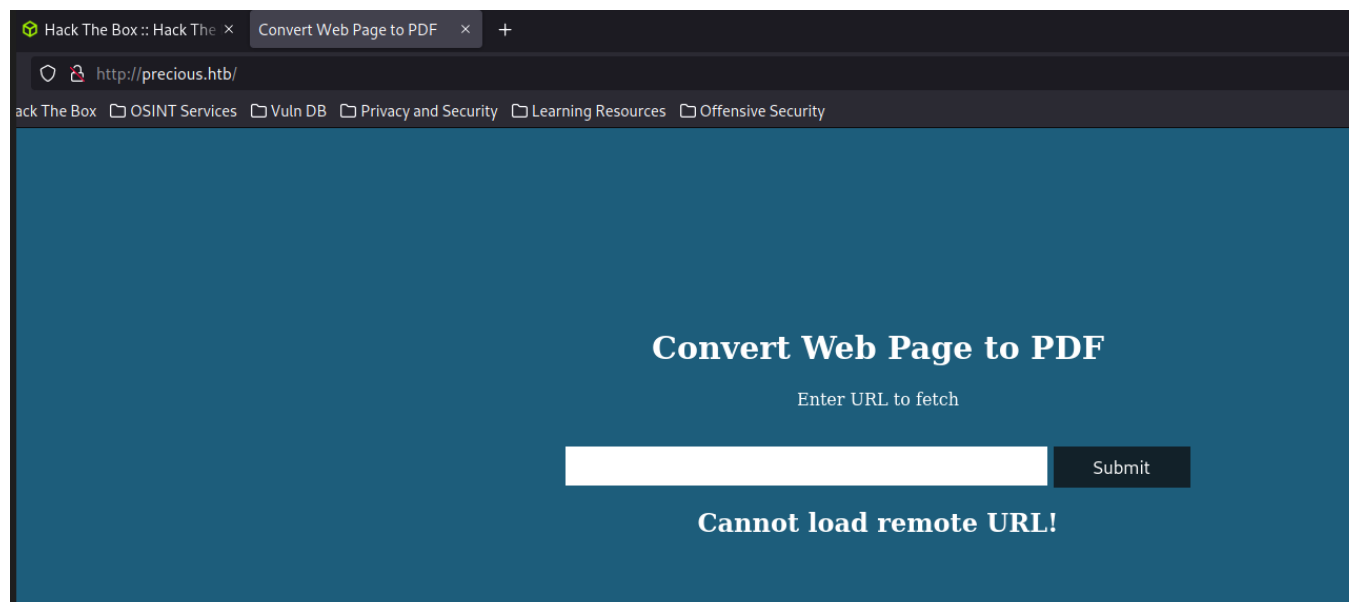 Hack The Box :: Hack The Convert Web Page to PDF
http://precious.htb/
ack The Box OSINT Services Vuln DB Privacy and Security Learning Resources Offensive Security
Convert Web Page to PDF
Enter URL to fetch
Submit
Cannot load remote URL!